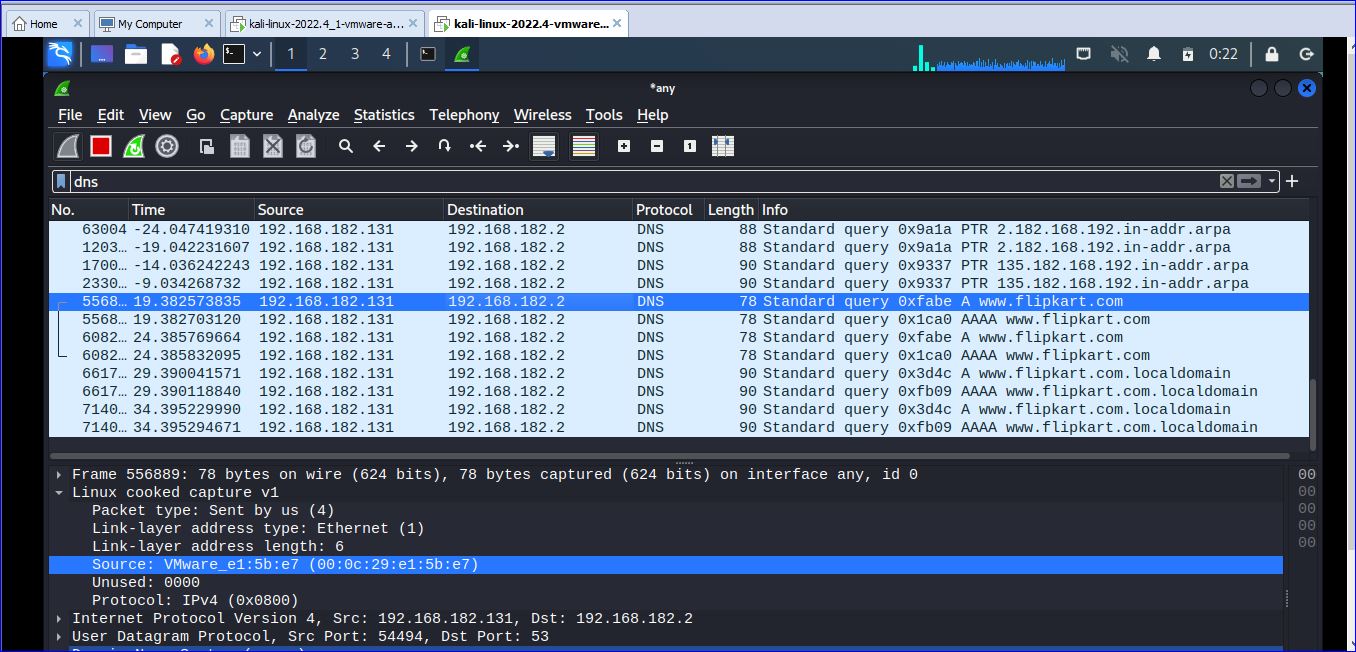 Home My Computer kali-linux-2022.4_1-vmware-a... kali-linux-2022.4-vmware...
1 2 3 4 0:22
*any
File Edit View Go Capture Analyze Statistics Telephony Wireless Tools Help
dns
No. Time Source Destination Protocol Length Info
63004 -24.047419310 192.168.182.131 192.168.182.2 DNS 88 Standard query 0x9a1a PTR 2.182.168.192.in-addr.arpa
1203… -19.042231607 192.168.182.131 192.168.182.2 DNS 88 Standard query 0x9a1a PTR 2.182.168.192.in-addr.arpa
1700… -14.036242243 192.168.182.131 192.168.182.2 DNS 90 Standard query 0x9337 PTR 135.182.168.192.in-addr.arpa
2330… -9.034268732 192.168.182.131 192.168.182.2 DNS 90 Standard query 0x9337 PTR 135.182.168.192.in-addr.arpa
5568… 19.382573835 192.168.182.131 192.168.182.2 DNS 78 Standard query 0xfabe A www.flipkart.com
5568… 19.382703120 192.168.182.131 192.168.182.2 DNS 78 Standard query 0x1ca0 AAAA www.flipkart.com
6082… 24.385769664 192.168.182.131 192.168.182.2 DNS 78 Standard query 0xfabe A www.flipkart.com
6082… 24.385832095 192.168.182.131 192.168.182.2 DNS 78 Standard query 0x1ca0 AAAA www.flipkart.com
6617… 29.390041571 192.168.182.131 192.168.182.2 DNS 90 Standard query 0x3d4c A www.flipkart.com.localdomain
6617… 29.390118840 192.168.182.131 192.168.182.2 DNS 90 Standard query 0xfb09 AAAA www.flipkart.com.localdomain
7140… 34.395229990 192.168.182.131 192.168.182.2 DNS 90 Standard query 0x3d4c A www.flipkart.com.localdomain
7140… 34.395294671 192.168.182.131 192.168.182.2 DNS 90 Standard query 0xfb09 AAAA www.flipkart.com.localdomain
Frame 556889: 78 bytes on wire (624 bits), 78 bytes captured (624 bits) on interface any, id 0 00
Linux cooked capture v1 00
Packet type: Sent by us (4) 00
Link-layer address type: Ethernet (1) 00
Link-layer address length: 6 00
Source: VMware_e1:5b:e7 (00:0c:29:e1:5b:e7)
Unused: 0000
Protocol: IPv4 (0x0800)
Internet Protocol Version 4, Src: 192.168.182.131, Dst: 192.168.182.2
User Datagram Protocol, Src Port: 54494, Dst Port: 53